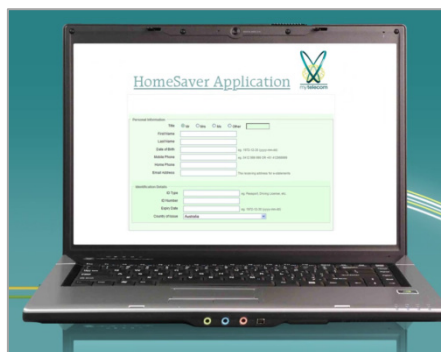 HomeSaver Application
mytelecom
Personal Information
Title Mr Mrs Ms Other
First Name
Last Name
Date of Birth
Mobile Phone
Home Phone
Email Address
Identification Details
ID Type
ID Number
Expiry Date
Country of Issue Australia